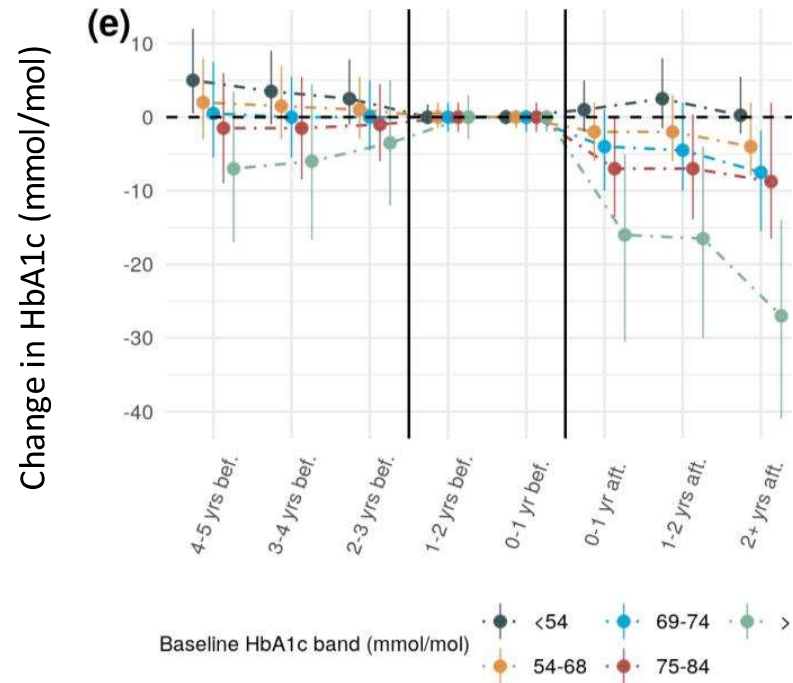 (e)
Change in HbA1c (mmol/mol)
10
0
-10
-20
-30
-40
4-5 yrs bef.
3-4 yrs bef.
2-3 yrs bef.
1-2 yrs bef.
0-1 yr bef.
0-1 yr aft.
1-2 yrs aft.
2+ yrs aft.
Baseline HbA1c band (mmol/mol)
<54
69-74
>
54-68
75-84